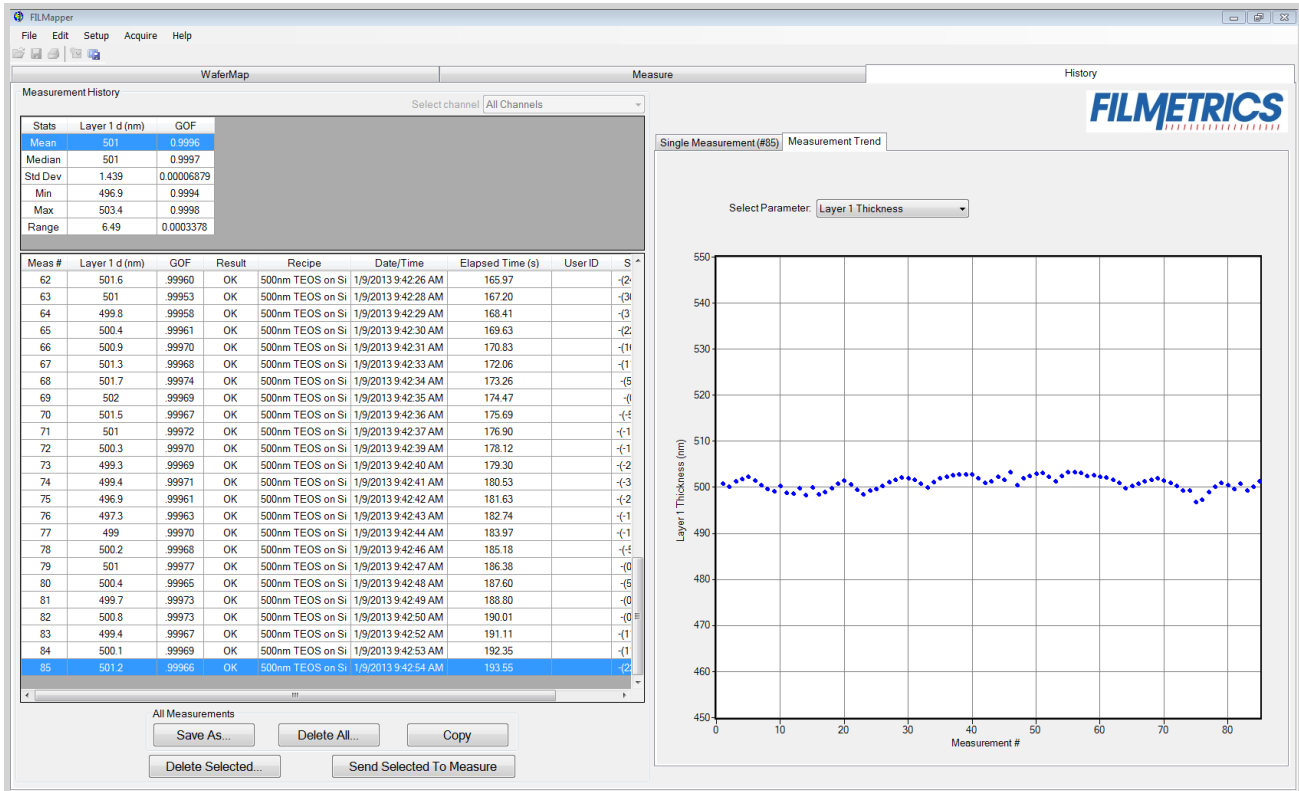 FILMapper
File Edit Setup Acquire Help
WaferMap Measure History
Measurement History
Select channel All Channels
FILMETRICS
Stats Layer 1 d (nm) GOF
Mean 501 0.9996
Median 501 0.9997
Std Dev 1.439 0.00006879
Min 496.9 0.9994
Max 503.4 0.9998
Range 6.49 0.0003378
Single Measurement (#85) Measurement Trend
Select Parameter: Layer 1 Thickness
Meas # Layer 1 d (nm) GOF Result Recipe Date/Time Elapsed Time (s) User ID S
62 501.6 .99960 OK 500nm TEOS on Si 1/9/2013 9:42:26 AM 165.97 -(2
63 501 .99953 OK 500nm TEOS on Si 1/9/2013 9:42:28 AM 167.20 -(3
64 499.8 .99958 OK 500nm TEOS on Si 1/9/2013 9:42:29 AM 168.41 -(3
65 500.4 .99961 OK 500nm TEOS on Si 1/9/2013 9:42:30 AM 169.63 -(2
66 500.9 .99970 OK 500nm TEOS on Si 1/9/2013 9:42:31 AM 170.83 -(1
67 501.3 .99968 OK 500nm TEOS on Si 1/9/2013 9:42:33 AM 172.06 -(1
68 501.7 .99974 OK 500nm TEOS on Si 1/9/2013 9:42:34 AM 173.26 -(5
69 502 .99969 OK 500nm TEOS on Si 1/9/2013 9:42:35 AM 174.47 -(
70 501.5 .99967 OK 500nm TEOS on Si 1/9/2013 9:42:36 AM 175.69 -(-
71 501 .99972 OK 500nm TEOS on Si 1/9/2013 9:42:37 AM 176.90 -(-1
72 500.3 .99970 OK 500nm TEOS on Si 1/9/2013 9:42:39 AM 178.12 -(-1
73 499.3 .99969 OK 500nm TEOS on Si 1/9/2013 9:42:40 AM 179.30 -(-2
74 499.4 .99971 OK 500nm TEOS on Si 1/9/2013 9:42:41 AM 180.53 -(-3
75 496.9 .99961 OK 500nm TEOS on Si 1/9/2013 9:42:42 AM 181.63 -(-2
76 497.3 .99963 OK 500nm TEOS on Si 1/9/2013 9:42:43 AM 182.74 -(-1
77 499 .99970 OK 500nm TEOS on Si 1/9/2013 9:42:44 AM 183.97 -(-1
78 500.2 .99968 OK 500nm TEOS on Si 1/9/2013 9:42:46 AM 185.18 -(-
79 501 .99977 OK 500nm TEOS on Si 1/9/2013 9:42:47 AM 186.38 -(0
80 500.4 .99965 OK 500nm TEOS on Si 1/9/2013 9:42:48 AM 187.60 -(5
81 499.7 .99973 OK 500nm TEOS on Si 1/9/2013 9:42:49 AM 188.80 -(0
82 500.8 .99973 OK 500nm TEOS on Si 1/9/2013 9:42:50 AM 190.01 -(0
83 499.4 .99967 OK 500nm TEOS on Si 1/9/2013 9:42:52 AM 191.11 -(1
84 500.1 .99969 OK 500nm TEOS on Si 1/9/2013 9:42:53 AM 192.35 -(1
85 501.2 .99966 OK 500nm TEOS on Si 1/9/2013 9:42:54 AM 193.55 -(2
All Measurements
Save As... Delete All... Copy
Delete Selected... Send Selected To Measure
550
540
530
520
510
500
490
480
470
460
450
Layer 1 Thickness (nm)
0 10 20 30 40 50 60 70 80
Measurement #